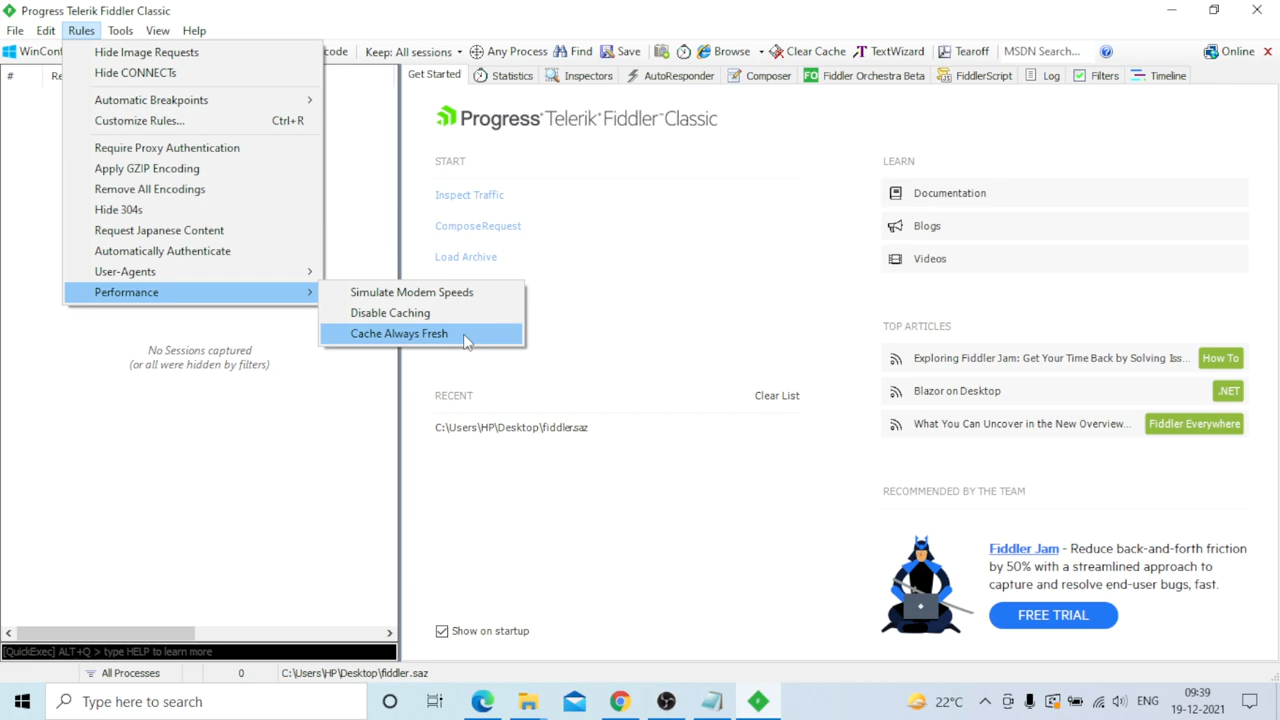 Progress Telerik Fiddler Classic
File Edit Rules Tools View Help
WinConf code Keep: All sessions Any Process Find Save Browse Clear Cache TextWizard Tearoff MSDN Search... Online
# Re
Get Started Statistics Inspectors AutoResponder Composer FO Fiddler Orchestra Beta FiddlerScript Log Filters Timeline
Hide Image Requests
Hide CONNECTs
Automatic Breakpoints
Customize Rules... Ctrl+R
Require Proxy Authentication
Apply GZIP Encoding
Remove All Encodings
Hide 304s
Request Japanese Content
Automatically Authenticate
User-Agents
Performance
Simulate Modem Speeds
Disable Caching
Cache Always Fresh
No Sessions captured
(or all were hidden by filters)
Progress® Telerik® Fiddler™ Classic
START
Inspect Traffic
Compose Request
Load Archive
RECENT Clear List
C:\Users\HP\Desktop\fiddler.saz
Show on startup
LEARN
Documentation
Blogs
Videos
TOP ARTICLES
Exploring Fiddler Jam: Get Your Time Back by Solving Iss... How To
Blazor on Desktop .NET
What You Can Uncover in the New Overview... Fiddler Everywhere
RECOMMENDED BY THE TEAM
Fiddler Jam - Reduce back-and-forth friction
by 50% with a streamlined approach to
capture and resolve end-user bugs, fast.
FREE TRIAL
[QuickExec] ALT+Q > type HELP to learn more
All Processes 0 C:\Users\HP\Desktop\fiddler.saz
Type here to search 22°C ENG 09:39
19-12-2021